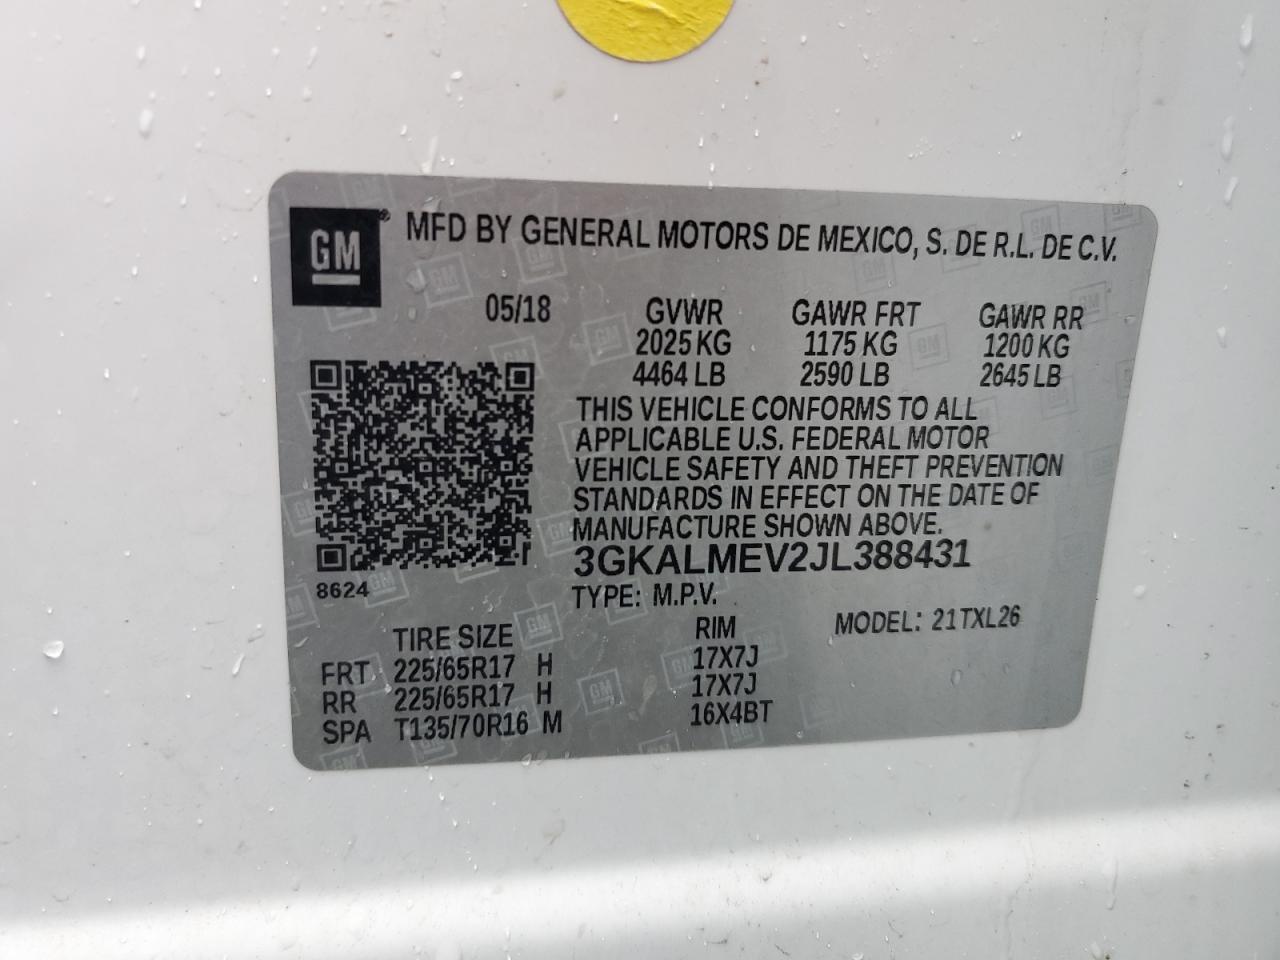 GM® MFD BY GENERAL MOTORS DE MEXICO, S. DE R.L. DE C.V.
05/18 GVWR GAWR FRT GAWR RR
2025 KG 1175 KG 1200 KG
4464 LB 2590 LB 2645 LB
THIS VEHICLE CONFORMS TO ALL
APPLICABLE U.S. FEDERAL MOTOR
VEHICLE SAFETY AND THEFT PREVENTION
STANDARDS IN EFFECT ON THE DATE OF
MANUFACTURE SHOWN ABOVE.
3GKALMEV2JL388431
8624 TYPE: M.P.V.
MODEL: 21TXL26
TIRE SIZE RIM
FRT 225/65R17 H 17X7J
RR 225/65R17 H 17X7J
SPA T135/70R16 M 16X4BT